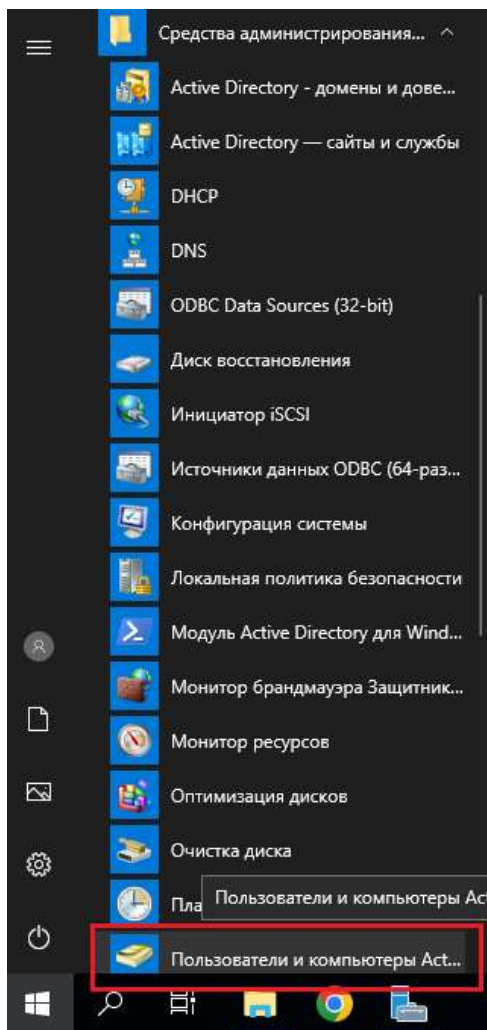 Средства администрирования...
Active Directory - домены и дове...
Active Directory — сайты и службы
DHCP
DNS
ODBC Data Sources (32-bit)
Диск восстановления
Инициатор iSCSI
Источники данных ODBC (64-раз...
Конфигурация системы
Локальная политика безопасности
Модуль Active Directory для Wind...
Монитор брандмауэра Защитник...
Монитор ресурсов
Оптимизация дисков
Очистка диска
Пла
Пользователи и компьютеры Act
Пользователи и компьютеры Act...